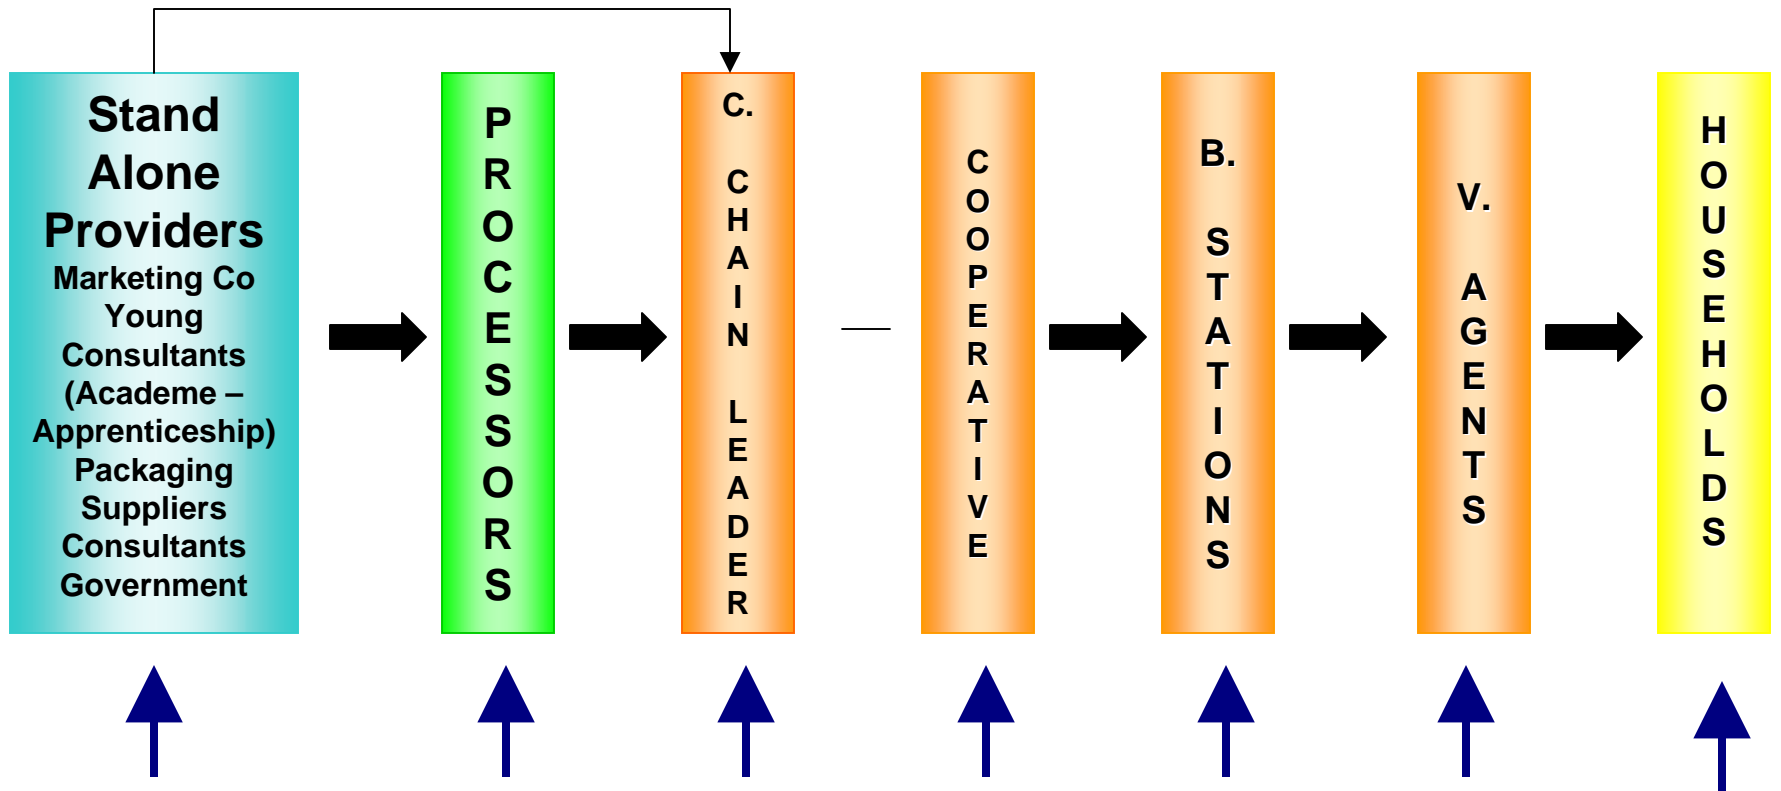 Stand
Alone
Providers
Marketing Co
Young
Consultants
(Academe –
Apprenticeship)
Packaging
Suppliers
Consultants
Government
PROCESSORS
C. CHAIN LEADER
COOPERATIVE
B. STATIONS
V. AGENTS
HOUSEHOLDS